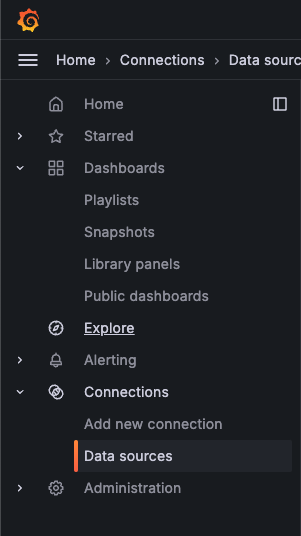 Home › Connections › Data sourc
Home
Starred
Dashboards
Playlists
Snapshots
Library panels
Public dashboards
Explore
Alerting
Connections
Add new connection
Data sources
Administration